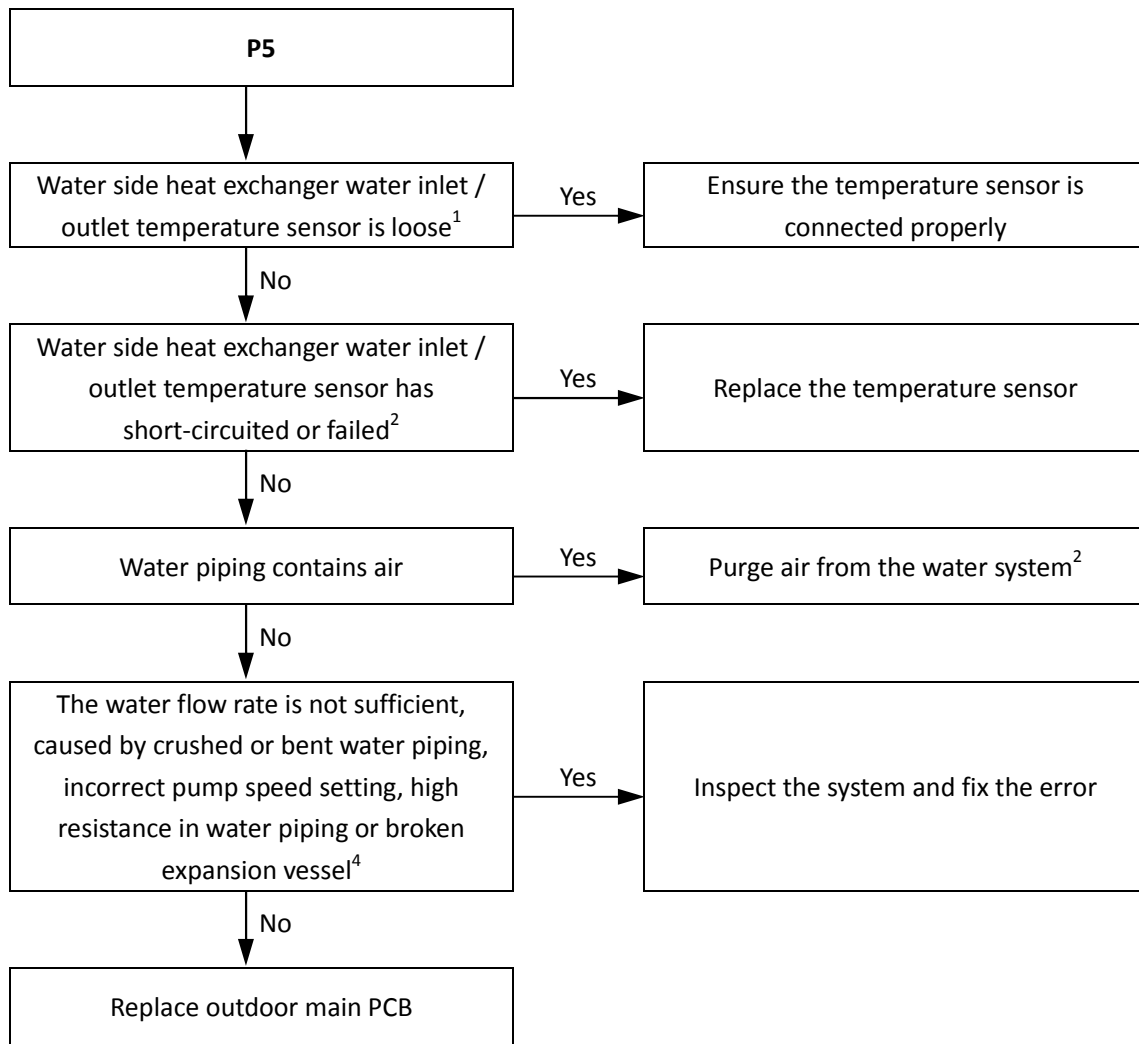 P5
Water side heat exchanger water inlet /
outlet temperature sensor is loose1
Yes
Ensure the temperature sensor is
connected properly
No
Water side heat exchanger water inlet /
outlet temperature sensor has
short-circuited or failed2
Yes
Replace the temperature sensor
No
Water piping contains air
Yes
Purge air from the water system2
No
The water flow rate is not sufficient,
caused by crushed or bent water piping,
incorrect pump speed setting, high
resistance in water piping or broken
expansion vessel4
Yes
Inspect the system and fix the error
No
Replace outdoor main PCB